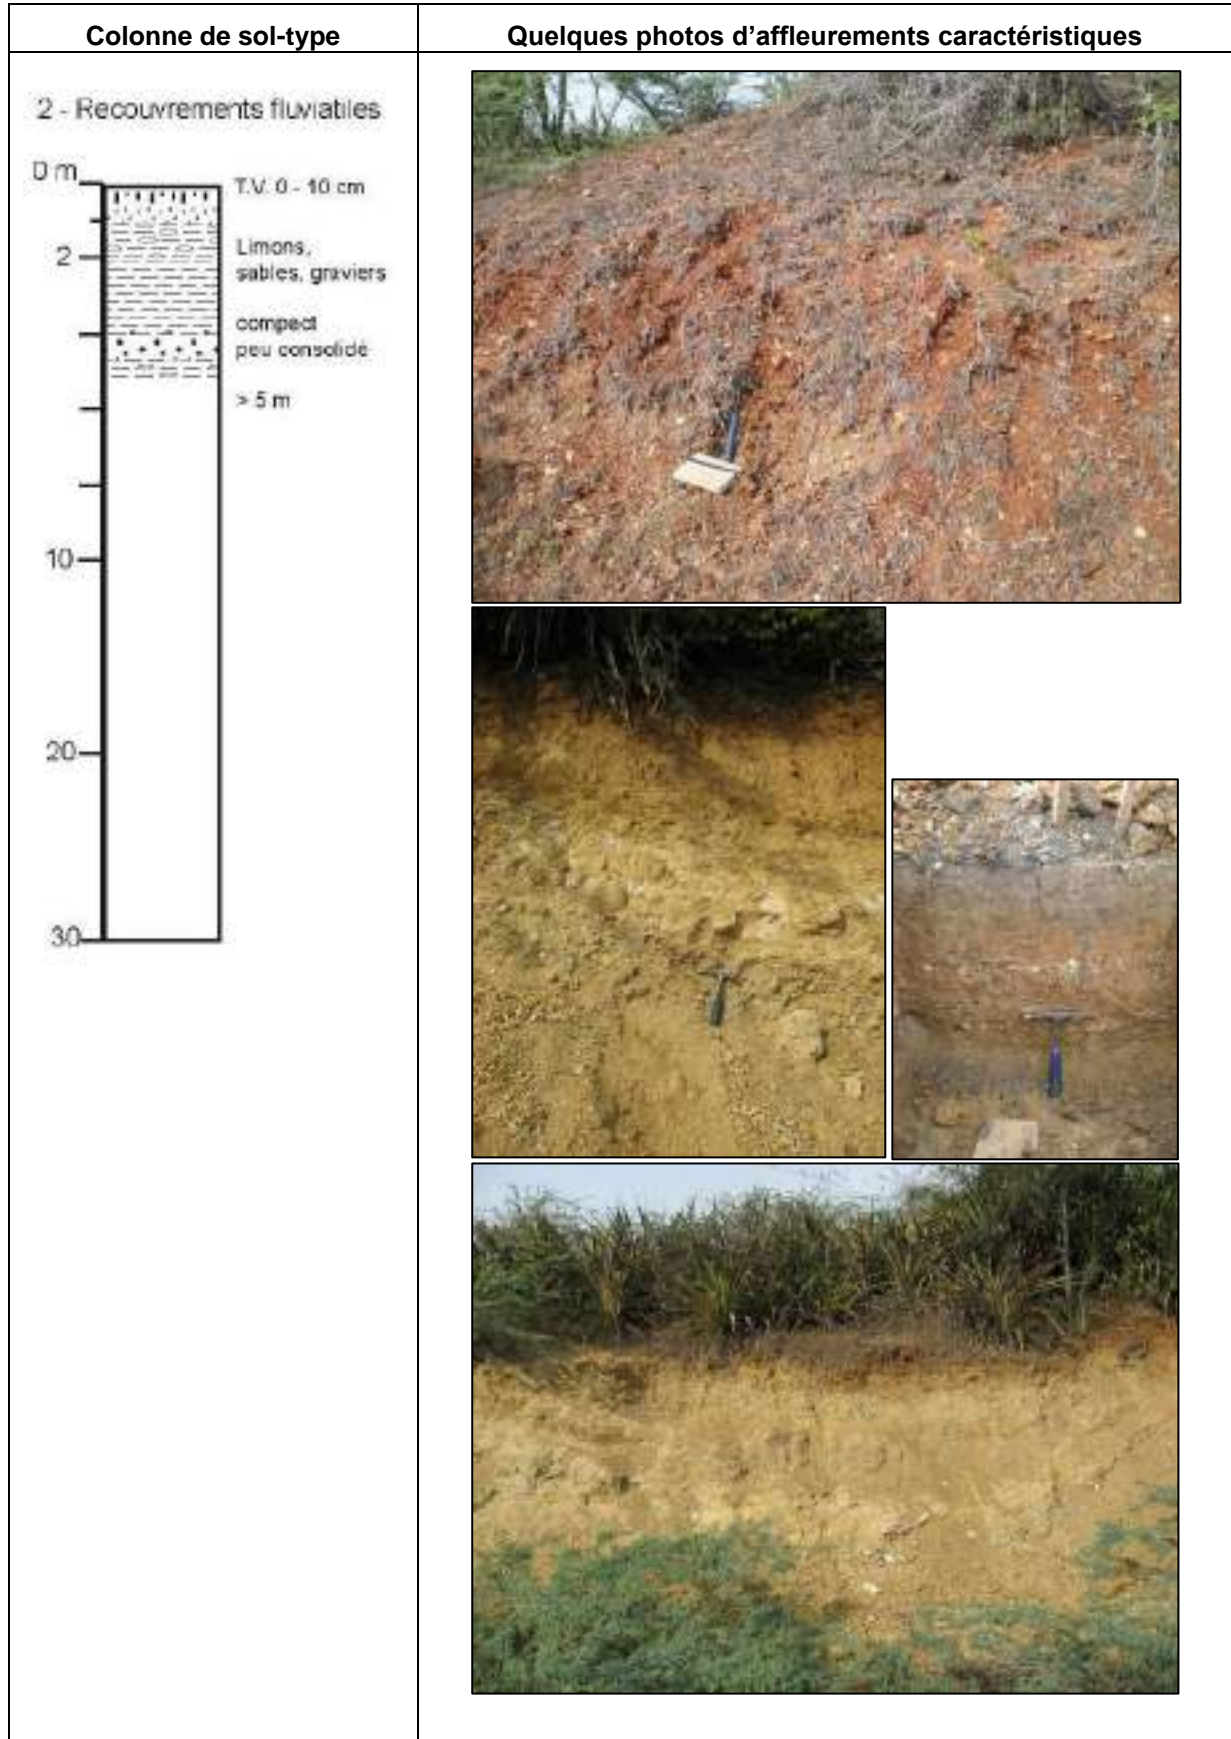 Colonne de sol-type
Quelques photos d'affleurements caractéristiques
2 - Recouvrements fluviatiles
0 m
T.V. 0 - 10 cm
2
Limons,
sables, graviers
compact
peu consolidé
> 5 m
10
20
30